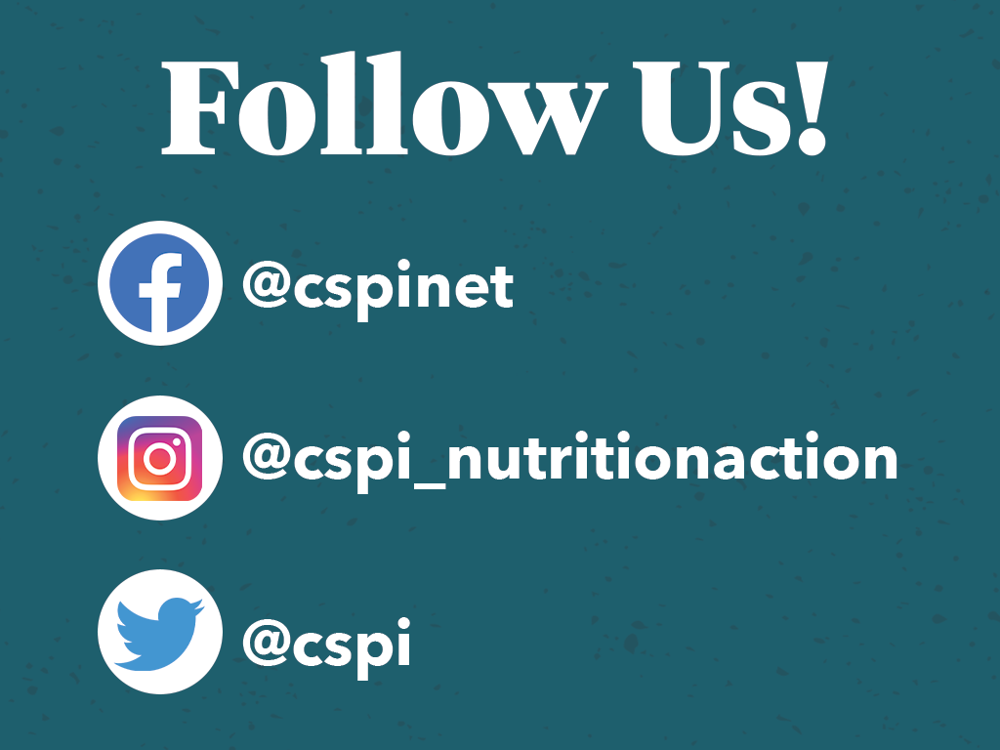 Follow Us!
@cspinet
@cspi_nutritionaction
@cspi